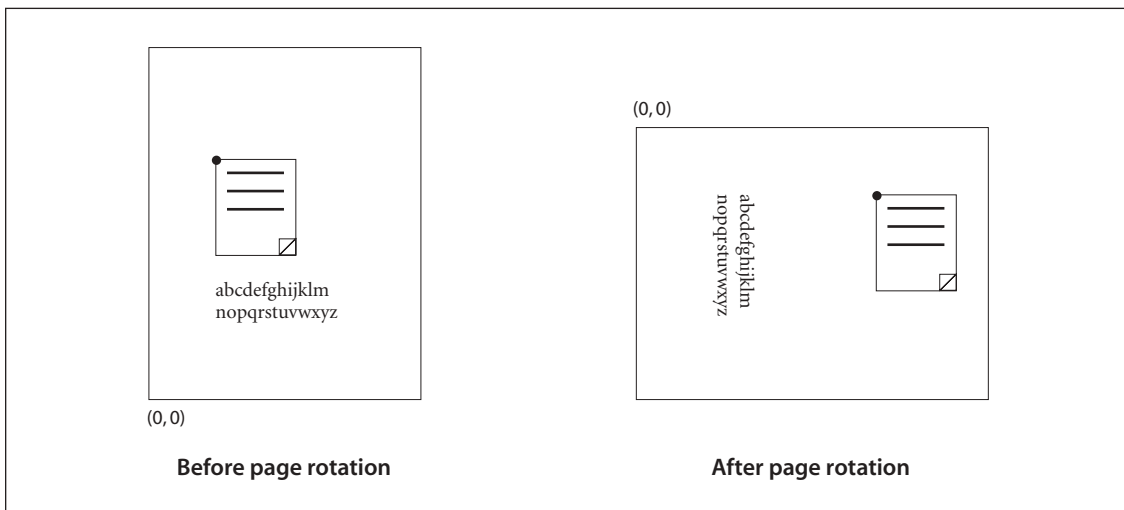 abcdefghijklm
nopqrstuvwxyz
(0, 0)
Before page rotation
(0, 0)
abcdefghijklm
nopqrstuvwxyz
After page rotation